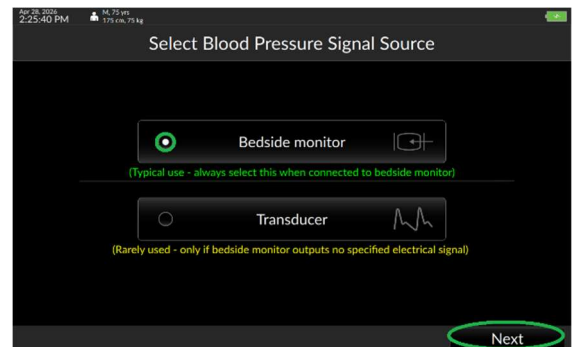 Apr 28, 2026
2:25:40 PM
M, 75 yrs
175 cm, 75 kg
Select Blood Pressure Signal Source
Bedside monitor
(Typical use - always select this when connected to bedside monitor)
Transducer
(Rarely used - only if bedside monitor outputs no specified electrical signal)
Next